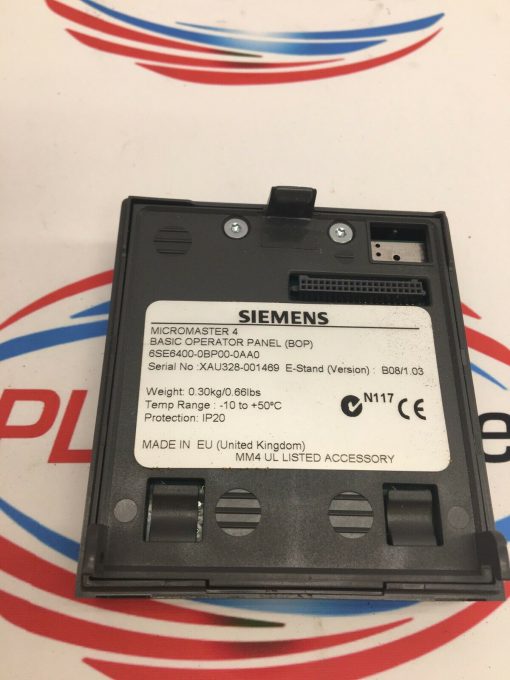 SIEMENS
MICROMASTER 4
BASIC OPERATOR PANEL (BOP)
6SE6400-0BP00-0AA0
Serial No :XAU328-001469 E-Stand (Version) : B08/1.03
Weight: 0.30kg/0.66lbs
Temp Range : -10 to +50°C
Protection: IP20
N117 CE
MADE IN EU (United Kingdom)
MM4 UL LISTED ACCESSORY
PL
e